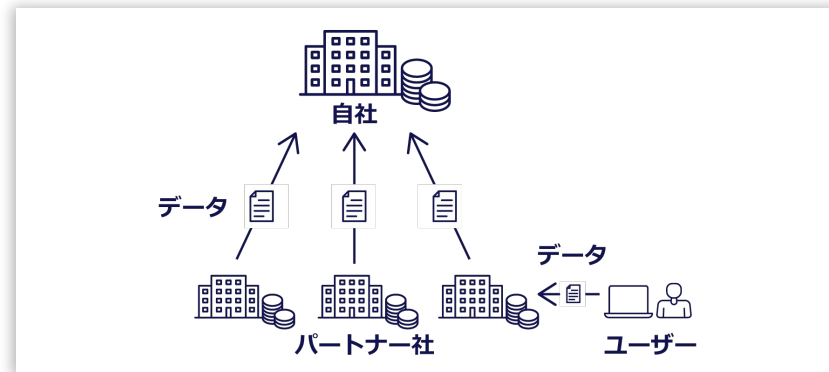 自社
データ
データ
パートナー社
ユーザー